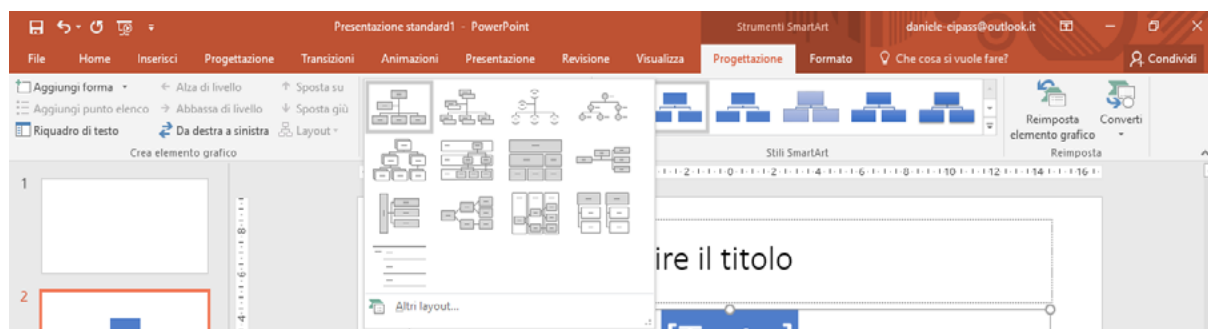 Presentazione standard1 - PowerPoint
Strumenti SmartArt
daniele-eipass@outlook.it
File Home Inserisci Progettazione Transizioni Animazioni Presentazione Revisione Visualizza Progettazione Formato Che cosa si vuole fare? Condividi
Aggiungi forma Alza di livello Sposta su
Aggiungi punto elenco Abbassa di livello Sposta giù
Riquadro di testo Da destra a sinistra Layout
Crea elemento grafico
Reimposta
elemento grafico
Converti
Stili SmartArt
Reimposta
1
2
ire il titolo
Altri layout...